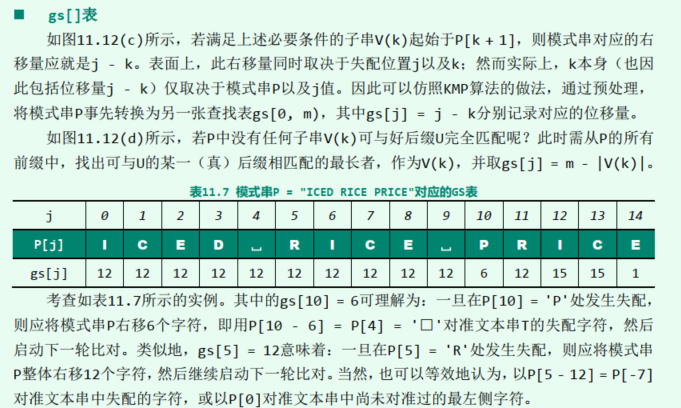 ■ gs[]表
如图11.12(c)所示，若满足上述必要条件的子串V(k)起始于P[k + 1]，则模式串对应的右
移量应就是j - k。表面上，此右移量同时取决于失配位置j以及k；然而实际上，k本身（也因
此包括位移量j - k）仅取决于模式串P以及j值。因此可以仿照KMP算法的做法，通过预处理，
将模式串P事先转换为另一张查找表gs[0, m)，其中gs[j] = j - k分别记录对应的位移量。
如图11.12(d)所示，若P中没有任何子串V(k)可与好后缀U完全匹配呢？此时需从P的所有
前缀中，找出可与U的某一（真）后缀相匹配的最长者，作为V(k)，并取gs[j] = m - |V(k)|。
表11.7 模式串P = "ICED RICE PRICE"对应的GS表
j 0 1 2 3 4 5 6 7 8 9 10 11 12 13 14
P[j] I C E D ␣ R I C E ␣ P R I C E
gs[j] 12 12 12 12 12 12 12 12 12 12 6 12 15 15 1
考查如表11.7所示的实例。其中的gs[10] = 6可理解为：一旦在P[10] = 'P'处发生失配，
则应将模式串P右移6个字符，即用P[10 - 6] = P[4] = '□'对准文本串T的失配字符，然后
启动下一轮比对。类似地，gs[5] = 12意味着：一旦在P[5] = 'R'处发生失配，则应将模式串
P整体右移12个字符，然后继续启动下一轮比对。当然，也可以等效地认为，以P[5 - 12] = P[-7]
对准文本串中失配的字符，或以P[0]对准文本串中尚未对准过的最左侧字符。